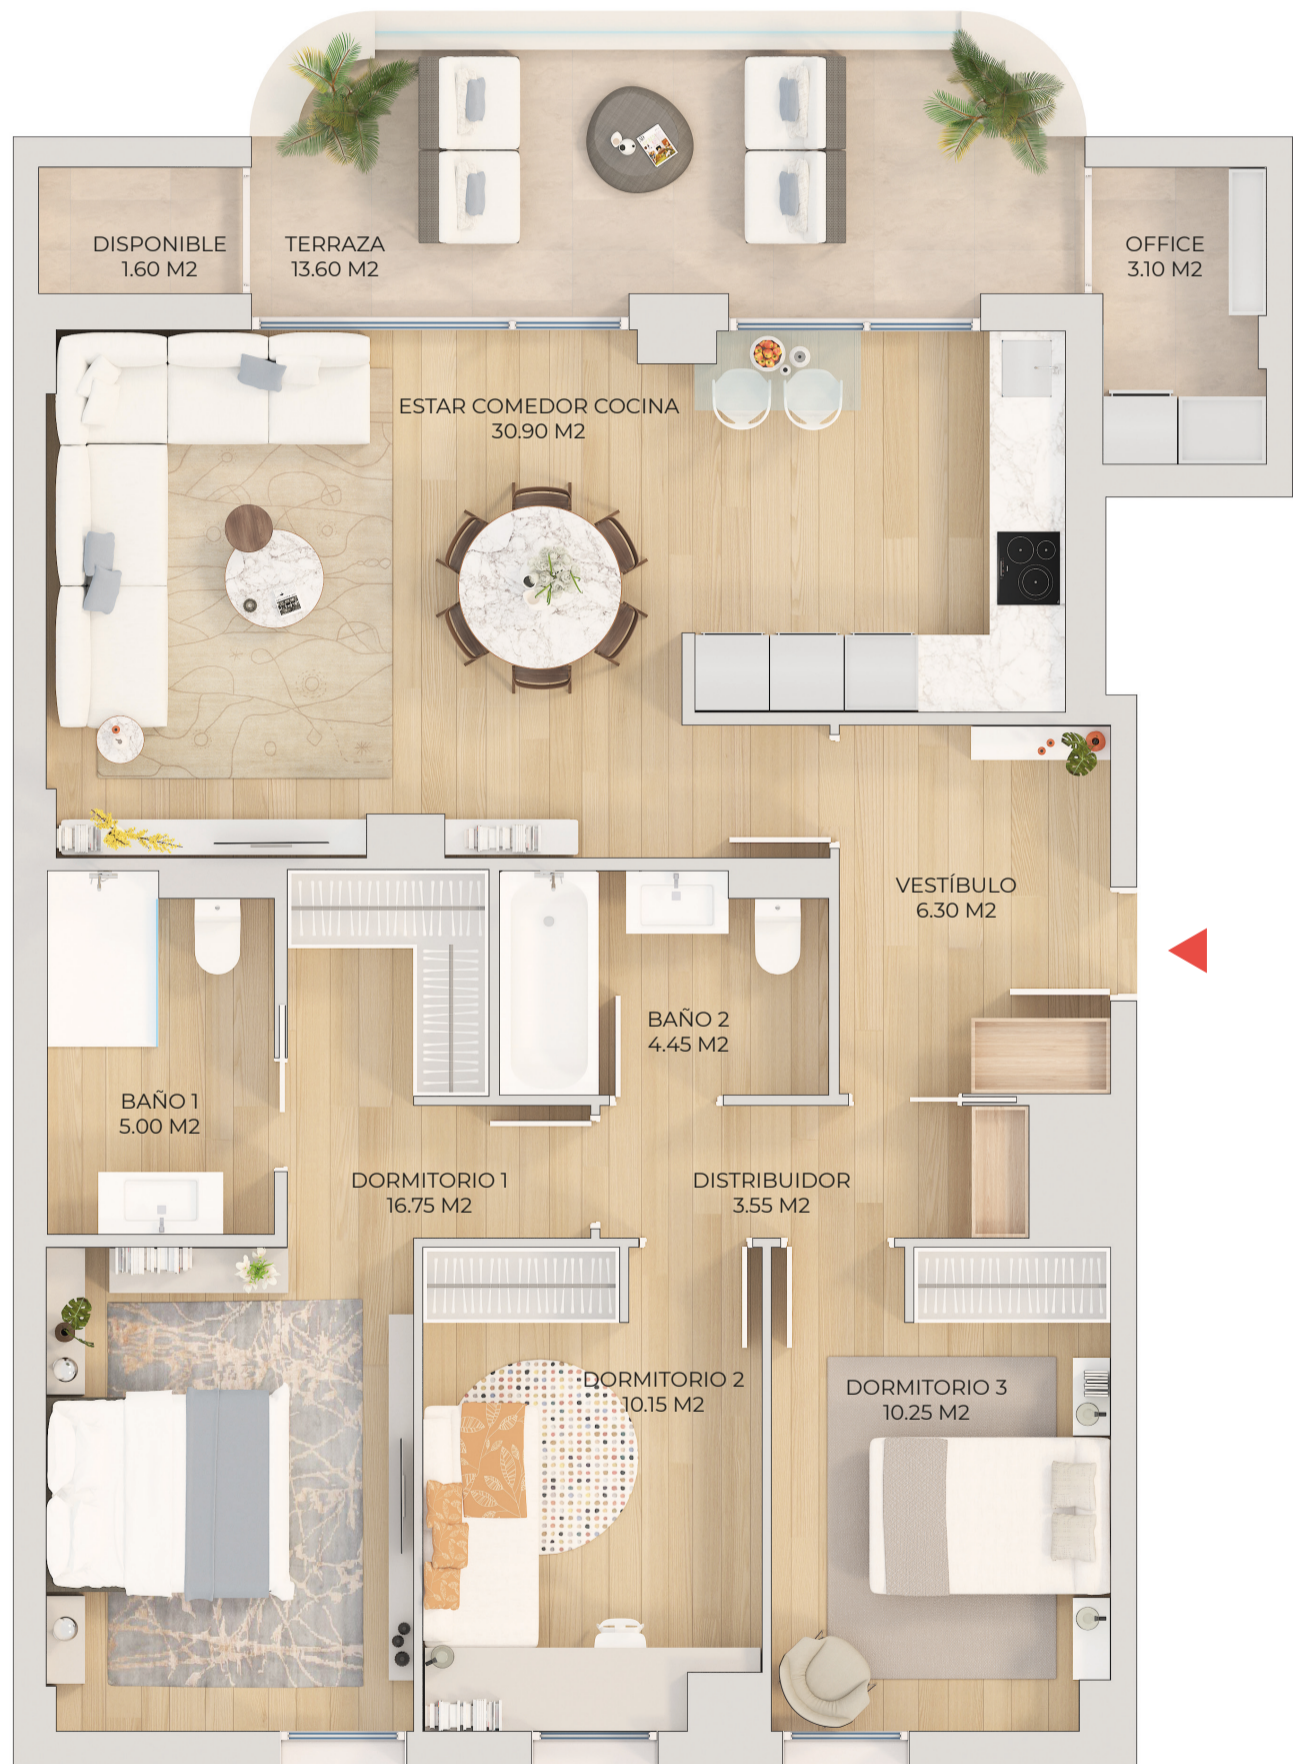 DISPONIBLE
1.60 M2
TERRAZA
13.60 M2
OFFICE
3.10 M2
ESTAR COMEDOR COCINA
30.90 M2
VESTÍBULO
6.30 M2
BAÑO 2
4.45 M2
BAÑO 1
5.00 M2
DORMITORIO 1
16.75 M2
DISTRIBUIDOR
3.55 M2
DORMITORIO 2
10.15 M2
DORMITORIO 3
10.25 M2